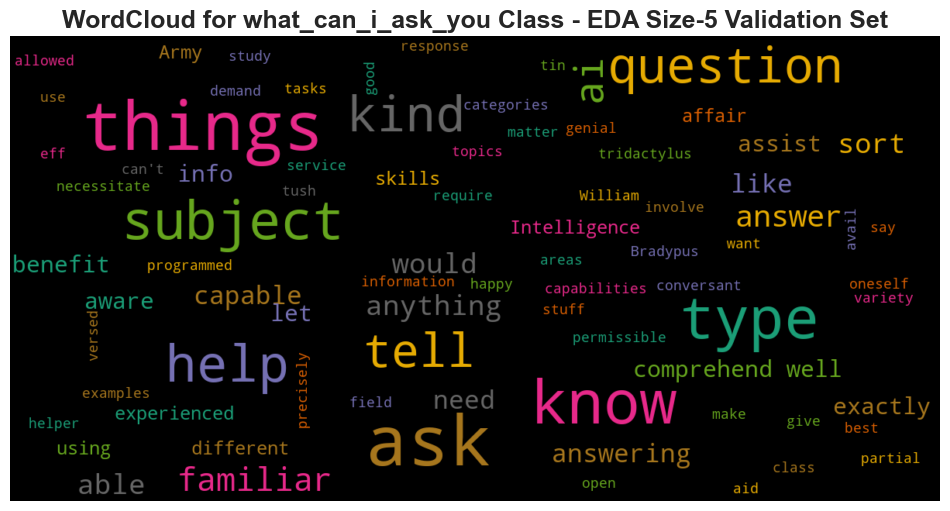 WordCloud for what_can_i_ask_you Class - EDA Size-5 Validation Set
allowed
Army
study
response
use
demand
tasks
good
kind
categories
tin
ai
question
things
eff
can't
info
service
tush
necessitate
skills
topics
matter
genial
affair
require
tridactylus
assist
sort
like
William
involve
answer
avail
say
want
subject
Intelligence
Bradypus
benefit
programmed
would
areas
information
happy
capabilities
conversant
oneself
variety
aware
capable
let
anything
stuff
permissible
type
versed
help
tell
comprehend well
precisely
examples
helper
experienced
field
need
know
make
give
exactly
best
using
different
ask
answering
class
partial
able
familiar
open
aid